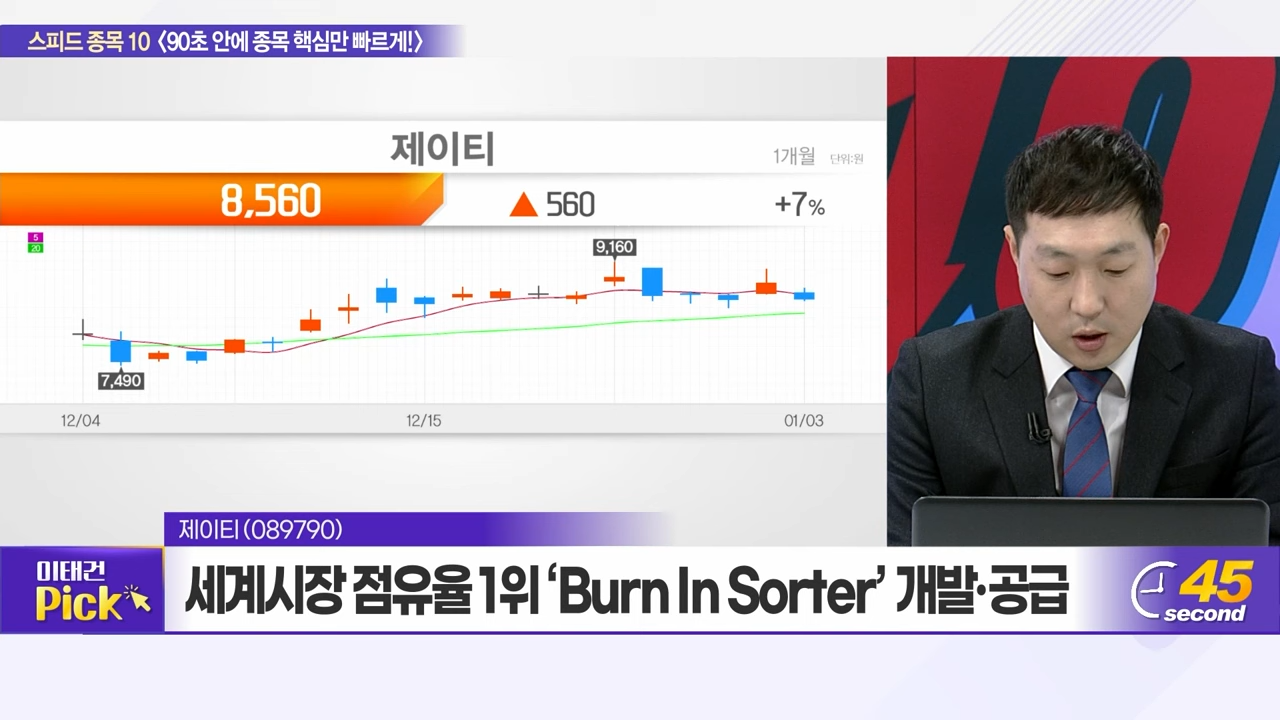 스피드 종목 10 〈90초 안에 종목 핵심만 빠르게!〉
제이티
1개월 단위:원
8,560 ▲ 560 +7%
5
20
9,160
7,490
12/04 12/15 01/03
제이티(089790)
미태건
Pick
세계시장 점유율 1위 ‘Burn In Sorter’ 개발·공급
45
second